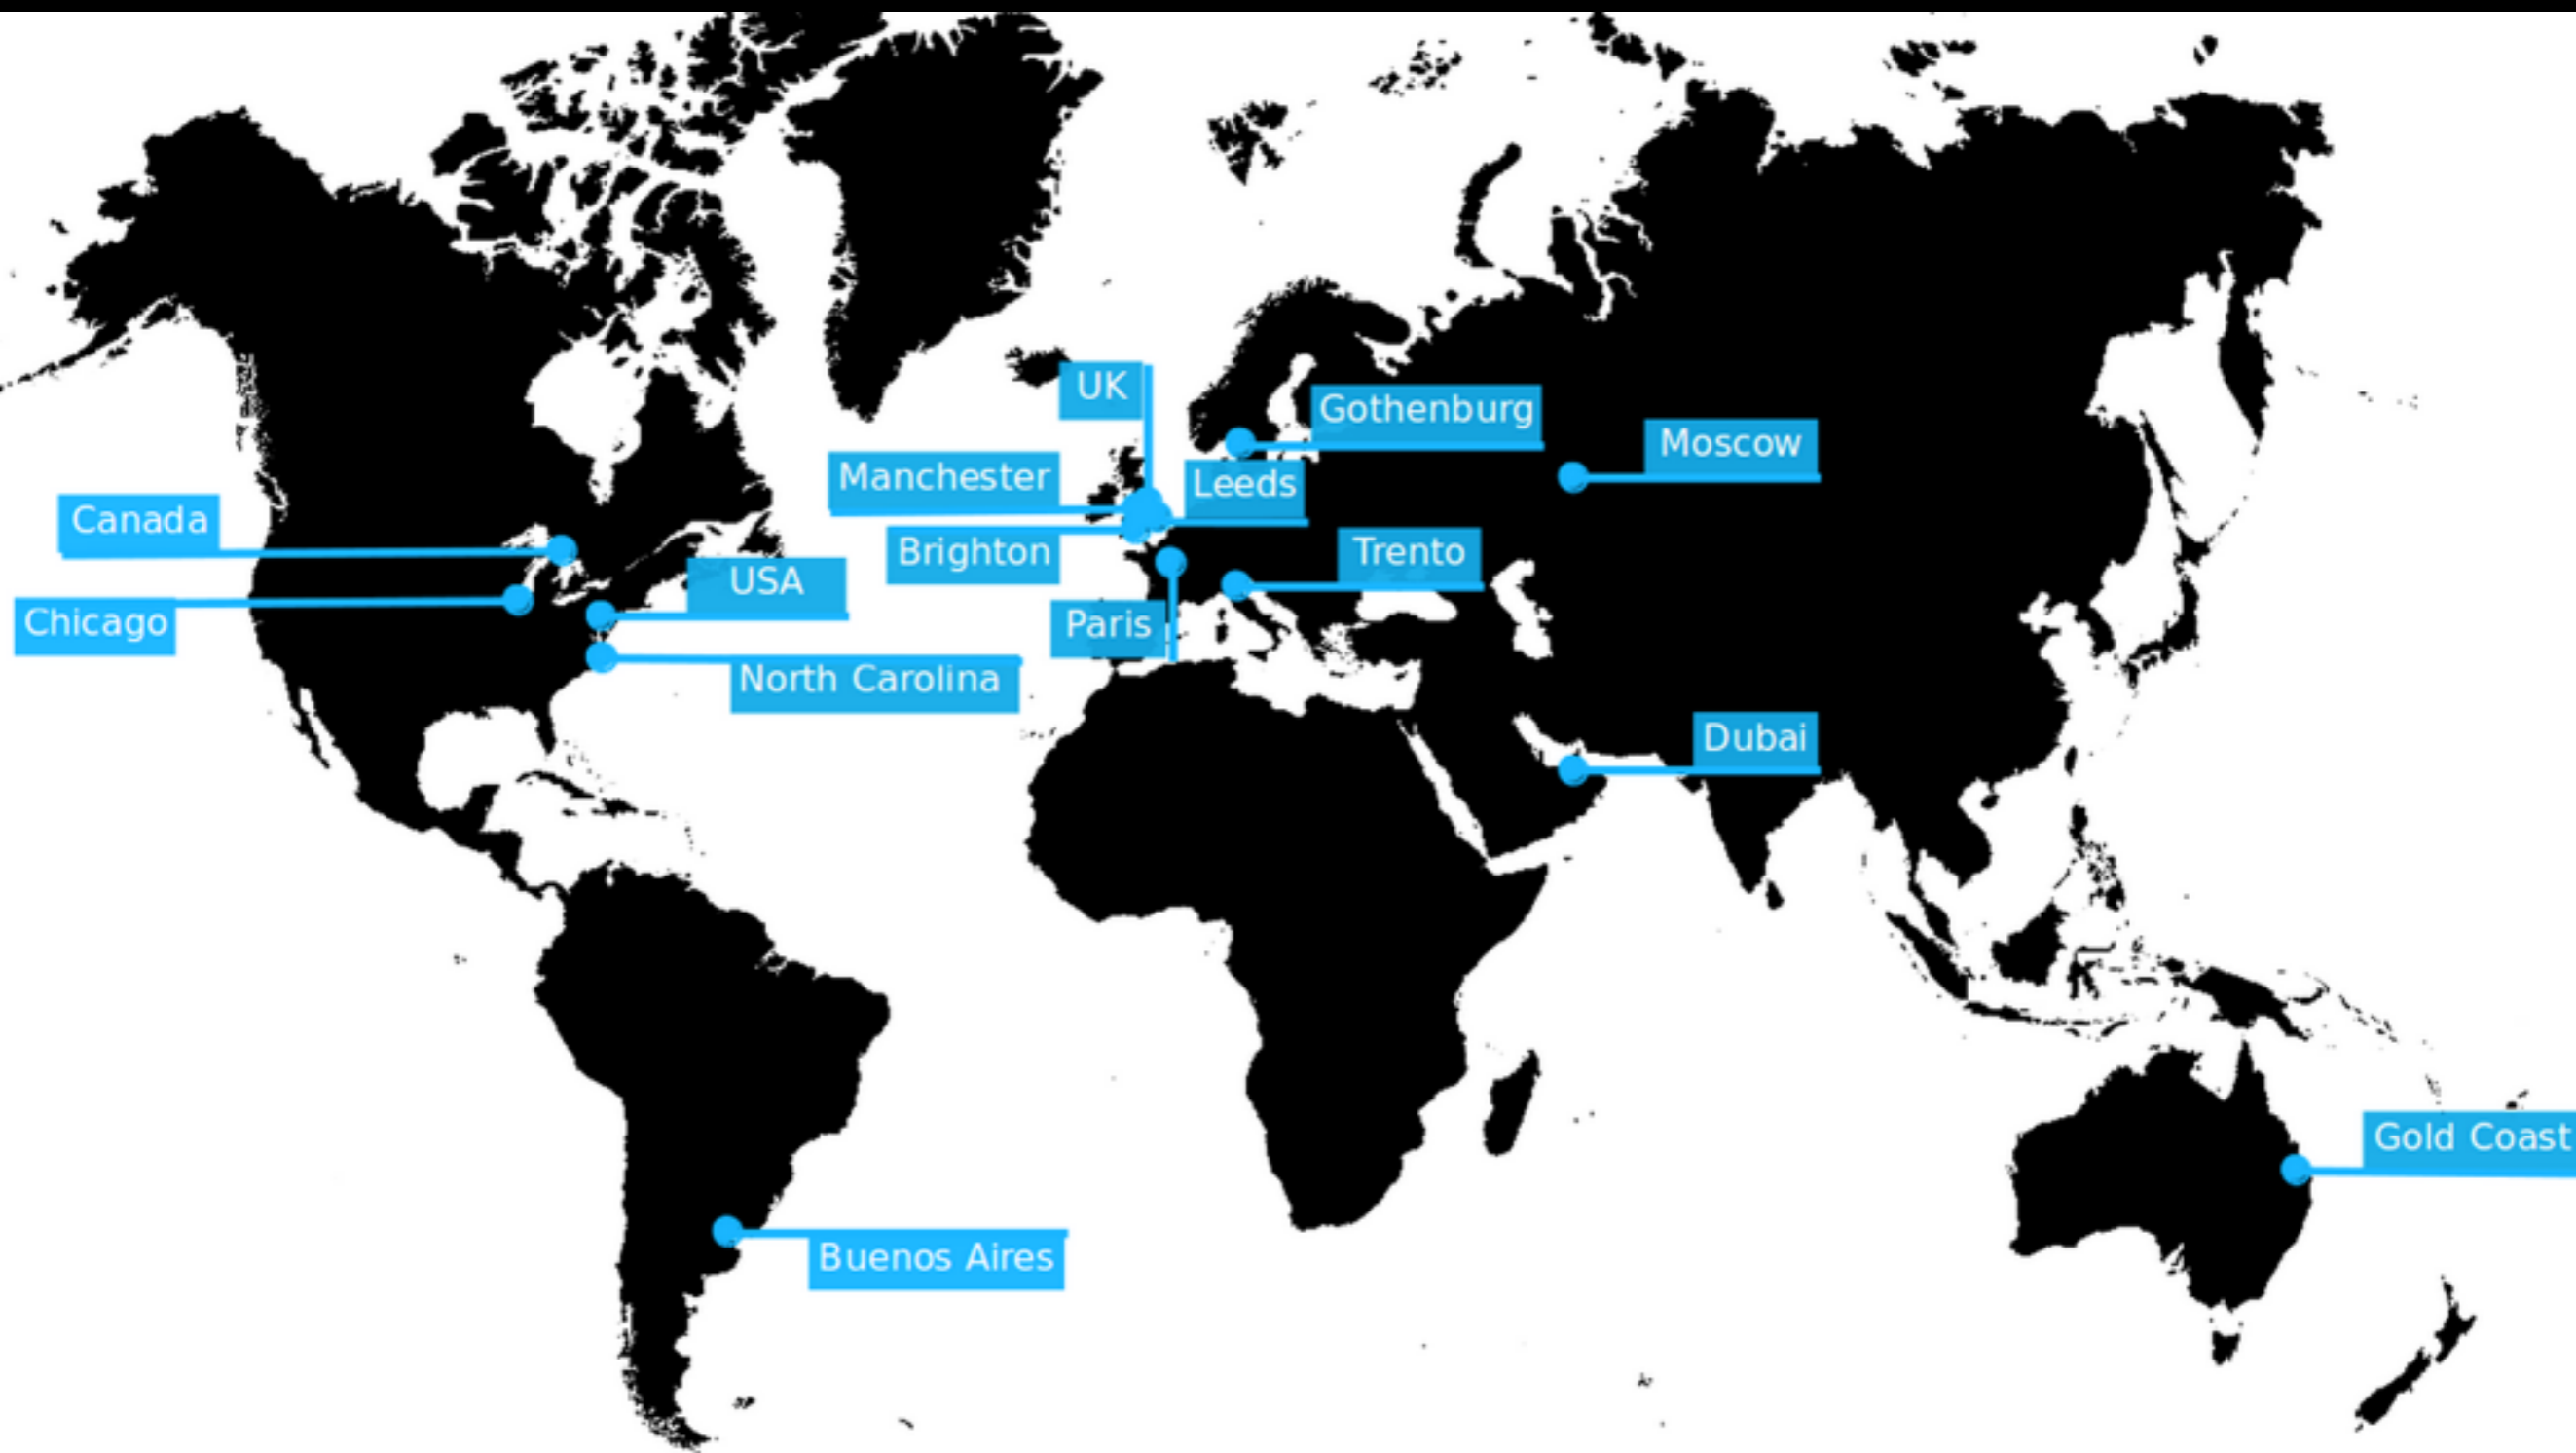 UK
Gothenburg
Moscow
Manchester
Leeds
Canada
Brighton
Trento
USA
Chicago
Paris
North Carolina
Dubai
Gold Coast
Buenos Aires